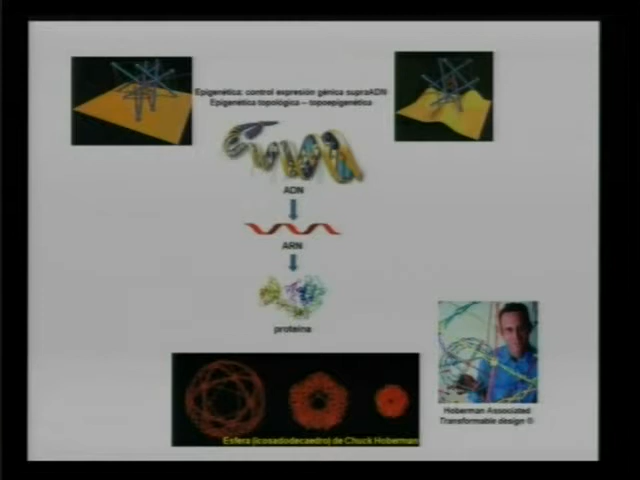 Epigenética: control expresión génica supraADN
Epigenética topológica – topoepigenética
ADN
ARN
proteína
Hoberman Associated
Transformable design ®
Esfera (icosadodecaedro) de Chuck Hoberman